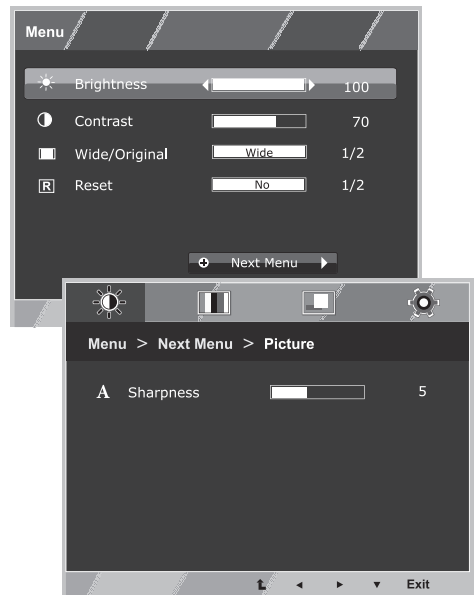 Menu
Brightness 100
Contrast 70
Wide/Original Wide 1/2
R Reset No 1/2
Next Menu
Menu > Next Menu > Picture
A Sharpness 5
Exit